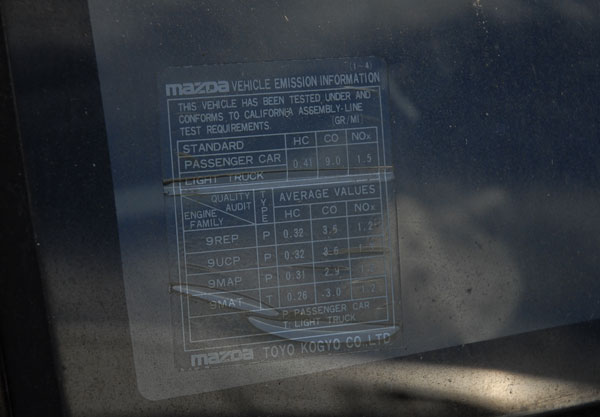 (1-4)
mazda VEHICLE EMISSION INFORMATION
THIS VEHICLE HAS BEEN TESTED UNDER AND
CONFORMS TO CALIFORNIA ASSEMBLY-LINE
TEST REQUIREMENTS (GR/MI)
STANDARD HC CO NOx
PASSENGER CAR 0.41 9.0 1.5
LIGHT TRUCK
QUALITY AUDIT TYPE AVERAGE VALUES
ENGINE FAMILY HC CO NOx
9REP P 0.32 3.5
9UCP P 0.32 3.6
9MAP P 0.31 2.9
9MAT T 0.26 3.0
P: PASSENGER CAR
T: LIGHT TRUCK
mazda TOYO KOGYO CO.,LTD